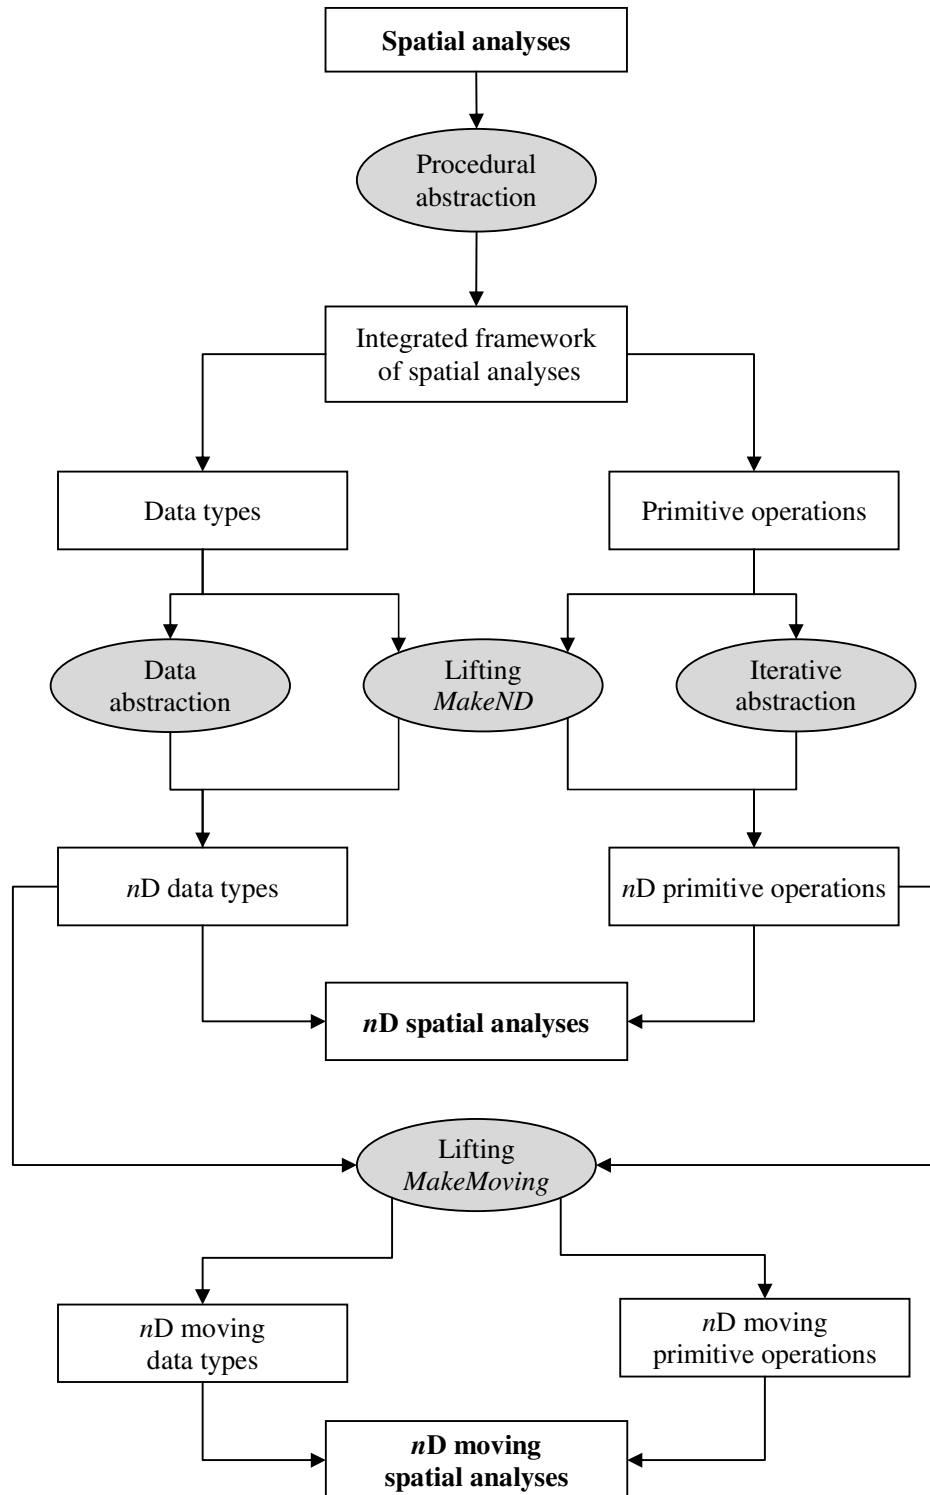 Spatial analyses
Procedural
abstraction
Integrated framework
of spatial analyses
Data types
Primitive operations
Data
abstraction
Lifting
MakeND
Iterative
abstraction
nD data types
nD primitive operations
nD spatial analyses
Lifting
MakeMoving
nD moving
data types
nD moving
primitive operations
nD moving
spatial analyses